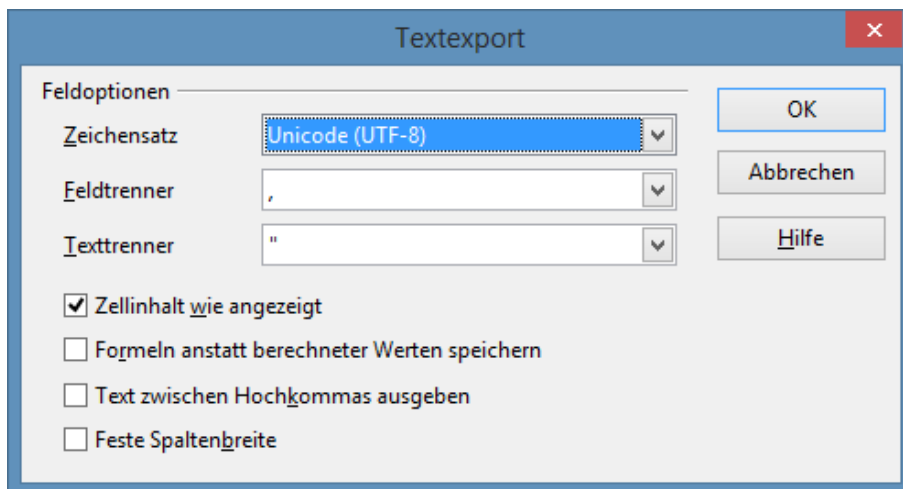 Textexport
Feldoptionen
OK
Zeichensatz Unicode (UTF-8)
Abbrechen
Feldtrenner ,
Hilfe
Texttrenner "
Zellinhalt wie angezeigt
Formeln anstatt berechneter Werten speichern
Text zwischen Hochkommas ausgeben
Feste Spaltenbreite